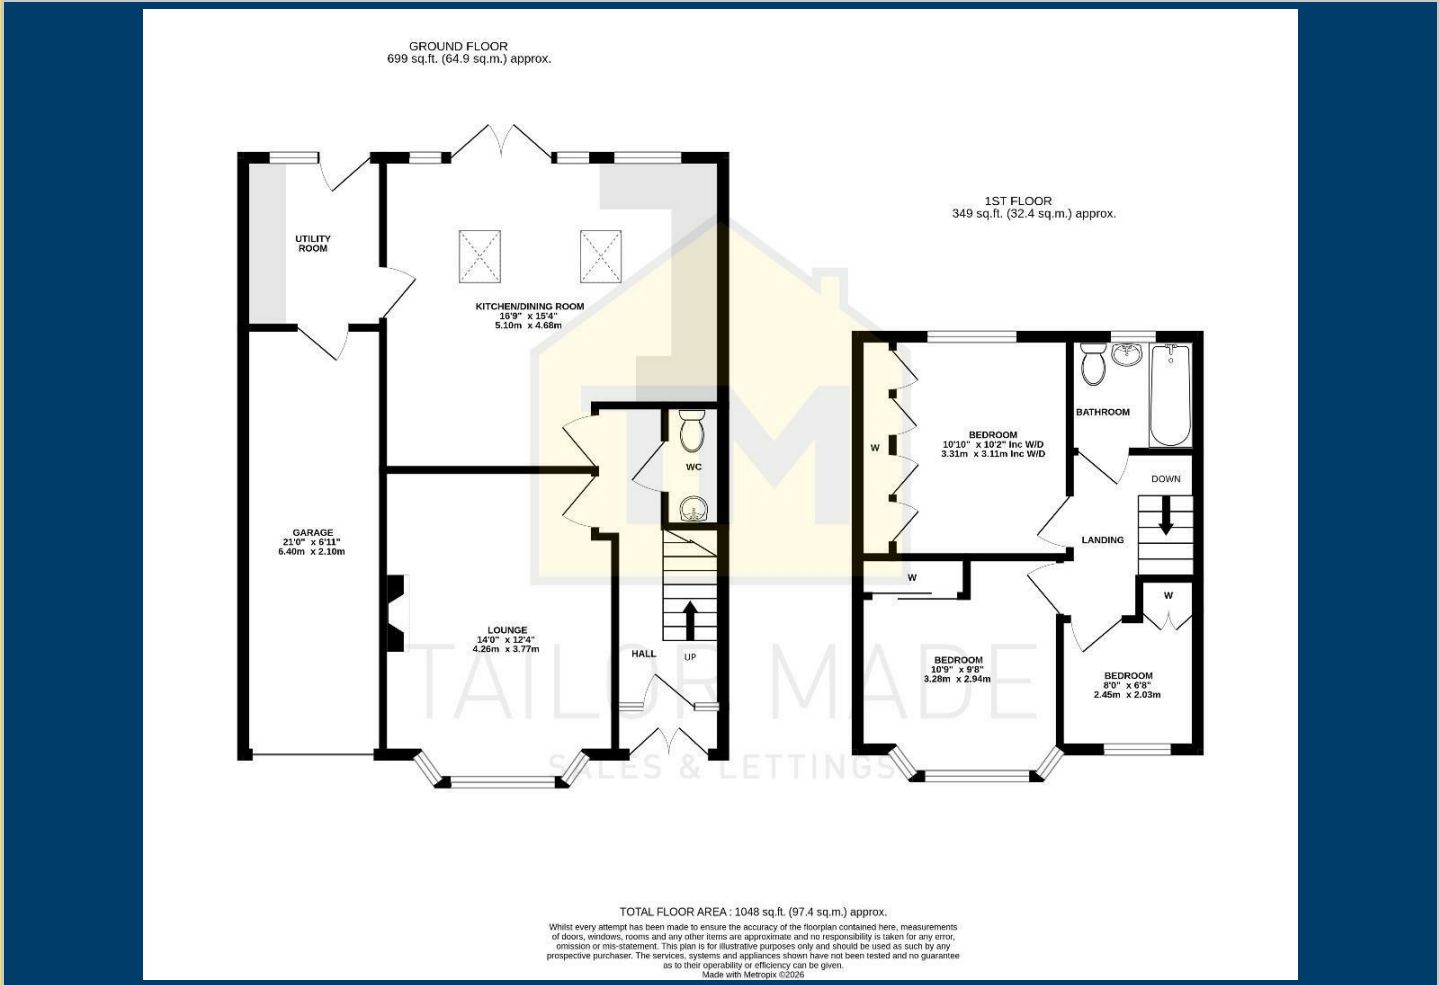 GROUND FLOOR
699 sq.ft. (64.9 sq.m.) approx.
1ST FLOOR
349 sq.ft. (32.4 sq.m.) approx.
UTILITY
ROOM
KITCHEN/DINING ROOM
16'9" x 15'4"
5.10m x 4.68m
WC
GARAGE
21'0" x 6'11"
6.40m x 2.10m
LOUNGE
14'0" x 12'4"
4.26m x 3.77m
HALL
UP
BATHROOM
BEDROOM
10'10" x 10'2" Inc W/D
3.31m x 3.11m Inc W/D
W
DOWN
LANDING
W
W
BEDROOM
10'9" x 9'8"
3.28m x 2.94m
BEDROOM
8'0" x 6'8"
2.45m x 2.03m
TM
TAILOR MADE
SALES & LETTINGS
TOTAL FLOOR AREA : 1048 sq.ft. (97.4 sq.m.) approx.
Whilst every attempt has been made to ensure the accuracy of the floorplan contained here, measurements
of doors, windows, rooms and any other items are approximate and no responsibility is taken for any error,
omission or mis-statement. This plan is for illustrative purposes only and should be used as such by any
prospective purchaser. The services, systems and appliances shown have not been tested and no guarantee
as to their operability or efficiency can be given.
Made with Metropix ©2026